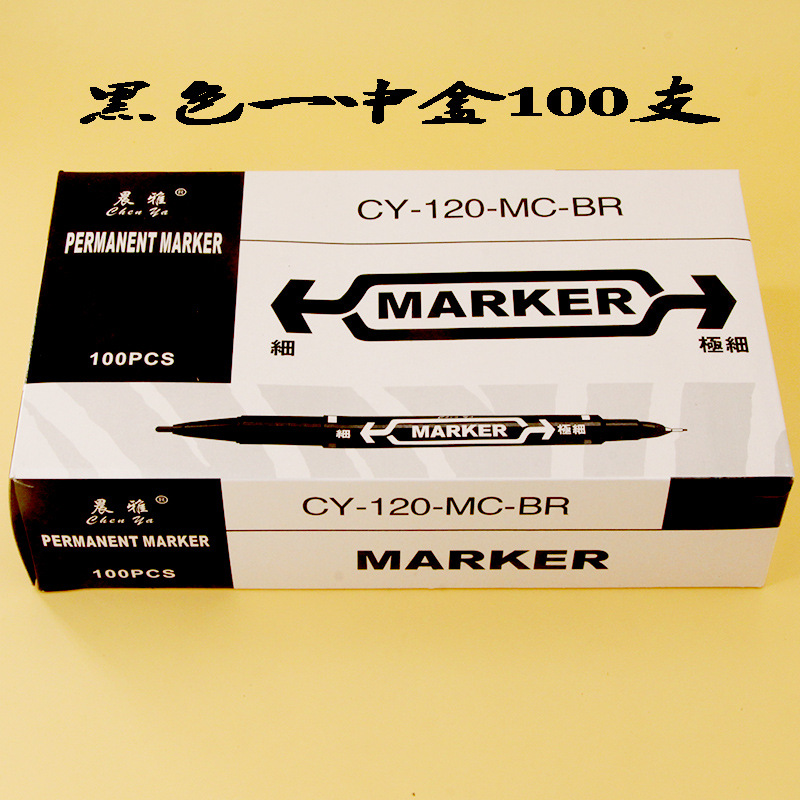 黑色一中盒100支
晨雅®
Chen Ya
PERMANENT MARKER
100PCS
CY-120-MC-BR
MARKER
細
極細
細
MARKER
極細
晨雅®
Chen Ya
PERMANENT MARKER
100PCS
CY-120-MC-BR
MARKER